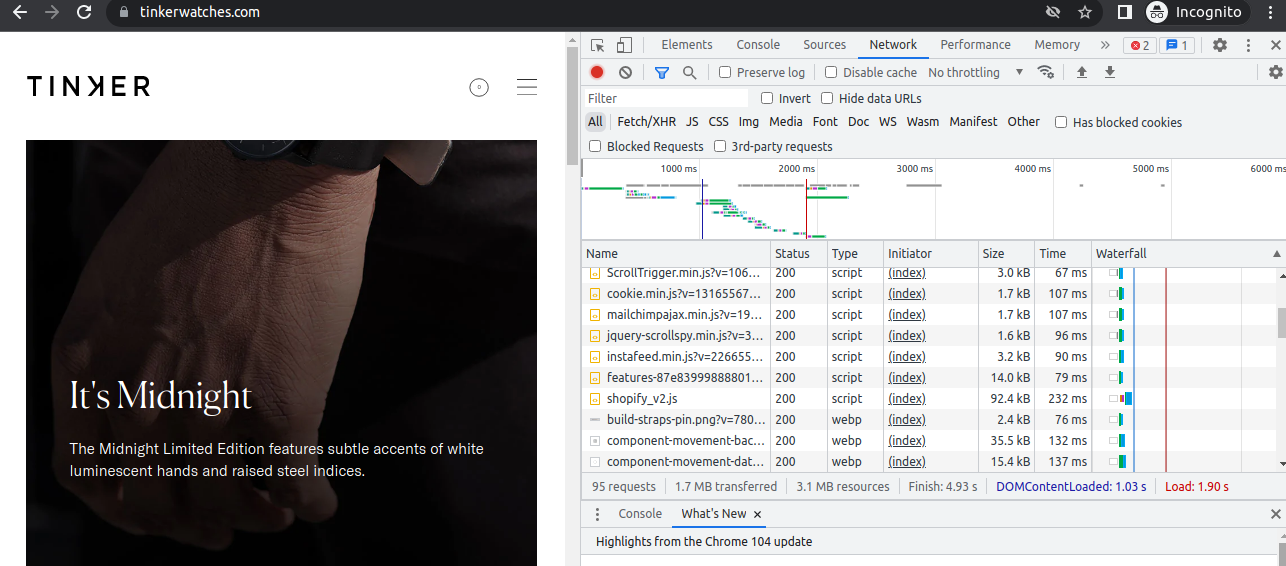 tinkerwatches.com
Incognito
TINKER
It's Midnight
The Midnight Limited Edition features subtle accents of white
luminescent hands and raised steel indices.
Elements Console Sources Network Performance Memory » 2 1
Preserve log Disable cache No throttling
Filter Invert Hide data URLs
All Fetch/XHR JS CSS Img Media Font Doc WS Wasm Manifest Other Has blocked cookies
Blocked Requests 3rd-party requests
1000 ms 2000 ms 3000 ms 4000 ms 5000 ms 6000 ms
Name Status Type Initiator Size Time Waterfall
ScrollTrigger.min.js?v=106... 200 script (index) 3.0 kB 67 ms
cookie.min.js?v=13165567... 200 script (index) 1.7 kB 107 ms
mailchimpajax.min.js?v=19... 200 script (index) 1.7 kB 107 ms
jquery-scrollspy.min.js?v=3... 200 script (index) 1.6 kB 96 ms
instafeed.min.js?v=226655... 200 script (index) 3.2 kB 90 ms
features-87e83999888801... 200 script (index) 14.0 kB 79 ms
shopify_v2.js 200 script (index) 92.4 kB 232 ms
build-straps-pin.png?v=780... 200 webp (index) 2.4 kB 76 ms
component-movement-bac... 200 webp (index) 35.5 kB 132 ms
component-movement-dat... 200 webp (index) 15.4 kB 137 ms
95 requests 1.7 MB transferred 3.1 MB resources Finish: 4.93 s DOMContentLoaded: 1.03 s Load: 1.90 s
Console What's New
Highlights from the Chrome 104 update